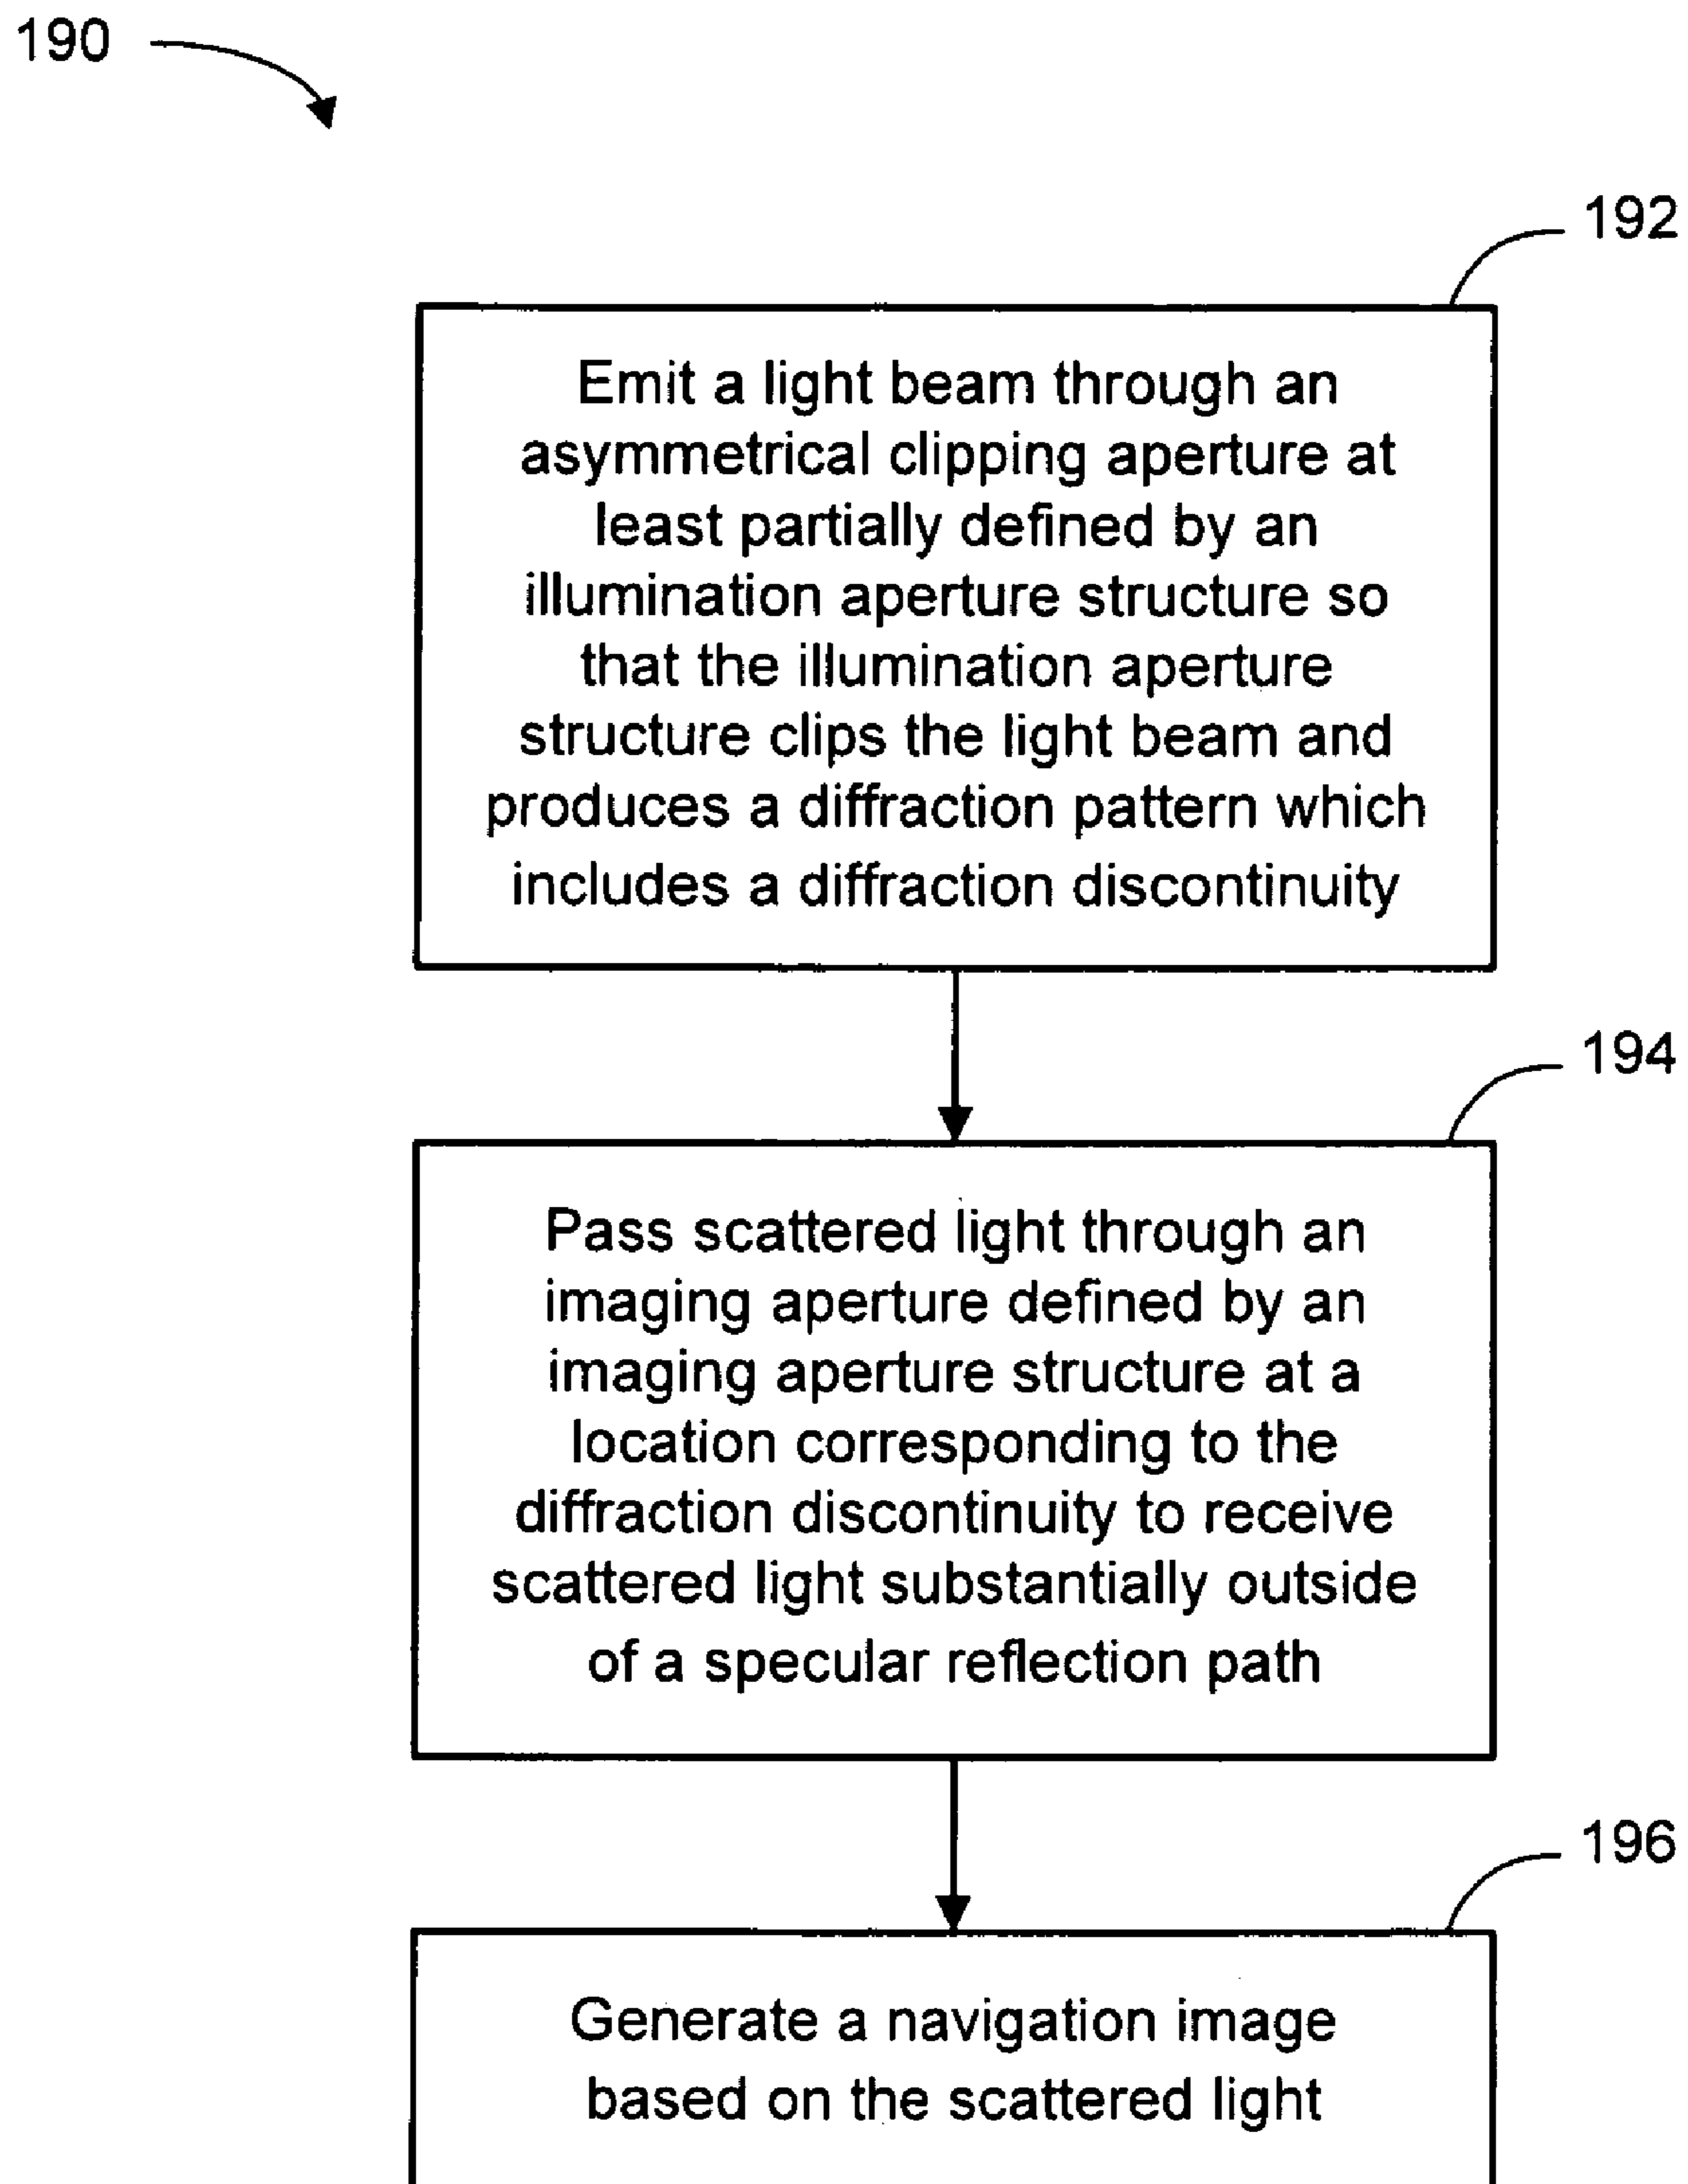 190
192
Emit a light beam through an
asymmetrical clipping aperture at
least partially defined by an
illumination aperture structure so
that the illumination aperture
structure clips the light beam and
produces a diffraction pattern which
includes a diffraction discontinuity
194
Pass scattered light through an
imaging aperture defined by an
imaging aperture structure at a
location corresponding to the
diffraction discontinuity to receive
scattered light substantially outside
of a specular reflection path
196
Generate a navigation image
based on the scattered light